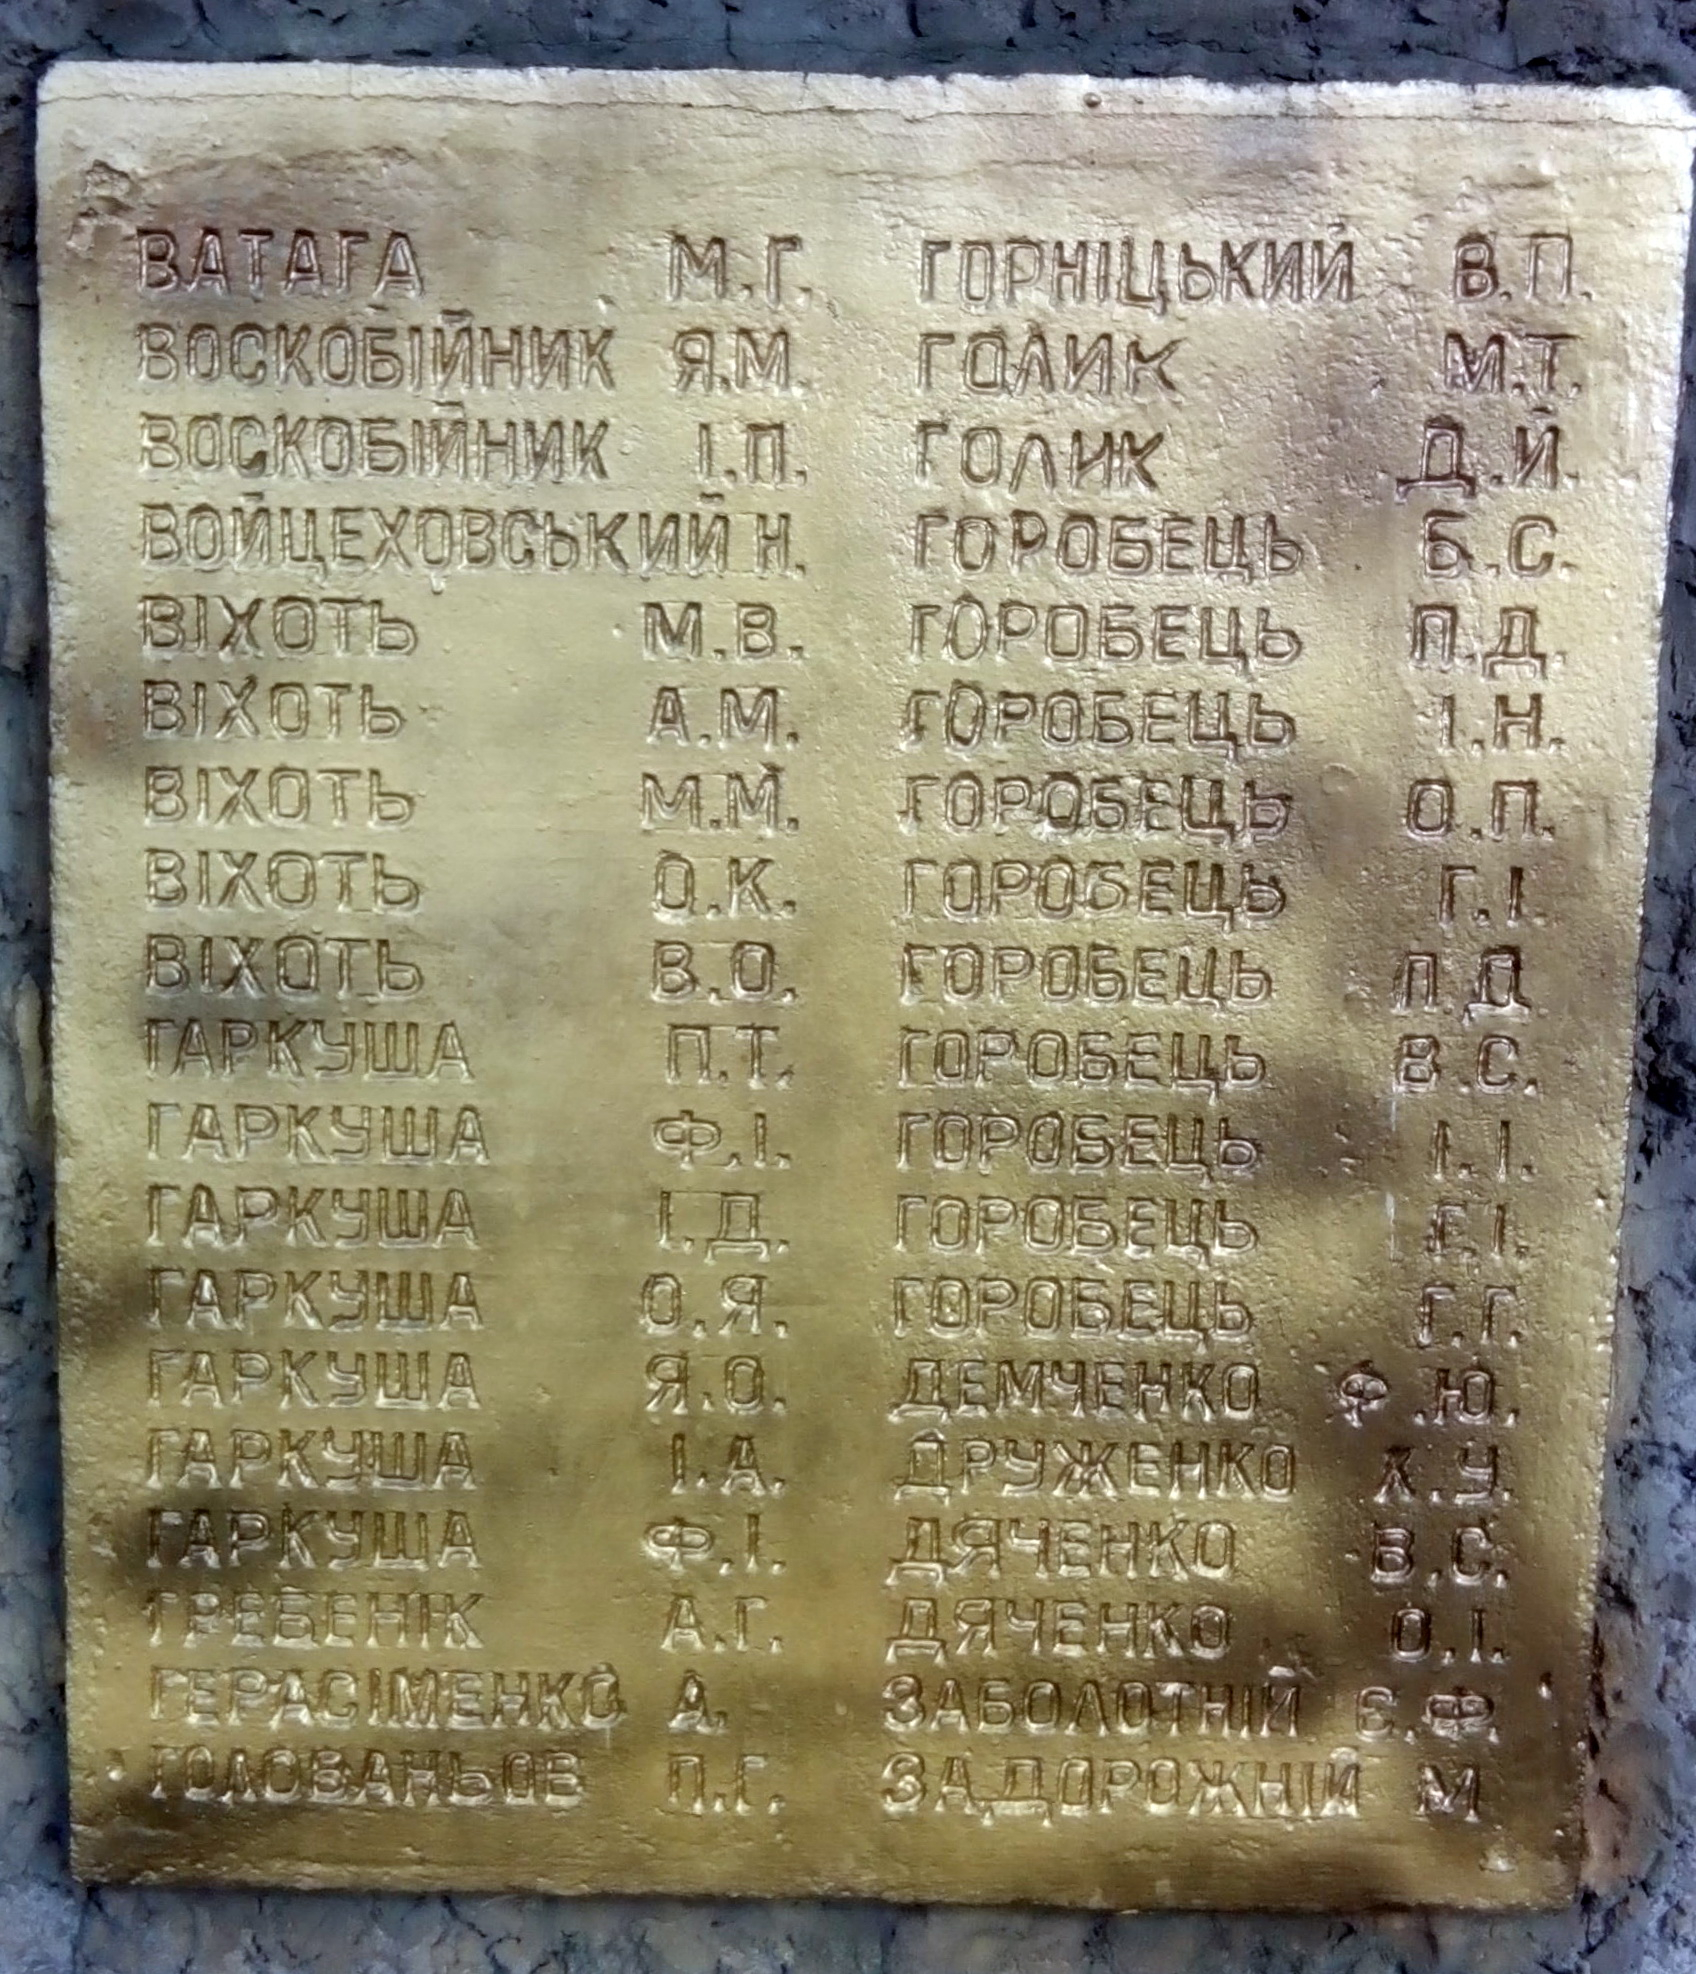 ВАТАГА М.Г.
ВОСКОБІЙНИК Я.М.
ВОСКОБІЙНИК І.П.
ВОЙЦЕХОВСЬКИЙ Н.
ВІХОТЬ М.В.
ВІХОТЬ А.М.
ВІХОТЬ М.М.
ВІХОТЬ О.К.
ВІХОТЬ В.О.
ГАРКУША П.Т.
ГАРКУША Ф.І.
ГАРКУША І.Д.
ГАРКУША О.Я.
ГАРКУША Я.О.
ГАРКУША І.А.
ГАРКУША Ф.І.
ГРЕБЕНІК А.Г.
ГЕРАСІМЕНКО А.
ГОЛОВАНЬОВ П.Г.
ГОРНІЦЬКИЙ В.П.
ГОЛИК М.Т.
ГОЛИК Д.Й.
ГОРОБЕЦЬ Б.С.
ГОРОБЕЦЬ П.Д.
ГОРОБЕЦЬ І.Н.
ГОРОБЕЦЬ О.П.
ГОРОБЕЦЬ Г.І.
ГОРОБЕЦЬ П.Д
ГОРОБЕЦЬ В.С.
ГОРОБЕЦЬ І.І.
ГОРОБЕЦЬ
ГОРОБЕЦЬ Г.Г.
ДЕМЧЕНКО Ф.Ю.
ДРУЖЕНКО Х.У.
ДЯЧЕНКО В.С.
ДЯЧЕНКО О.І.
ЗАБОЛОТНІЙ Є.Ф.
ЗАДОРОЖНІЙ М